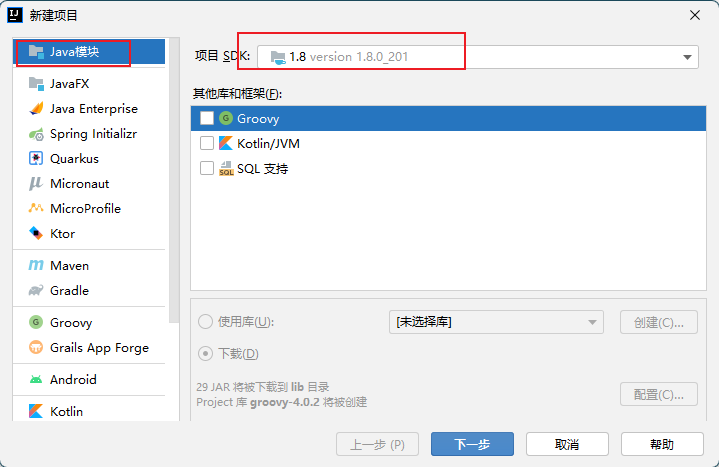 新建项目
Java模块
JavaFX
Java Enterprise
Spring Initializr
Quarkus
Micronaut
MicroProfile
Ktor
Maven
Gradle
Groovy
Grails App Forge
Android
Kotlin
项目 SDK: 1.8 version 1.8.0_201
其他库和框架(F):
Groovy
Kotlin/JVM
SQL 支持
使用库(U): [未选择库] 创建(C)...
下载(D)
29 JAR 将被下载到 lib 目录
Project 库 groovy-4.0.2 将被创建
配置(C)...
上一步 (P) 下一步 取消 帮助